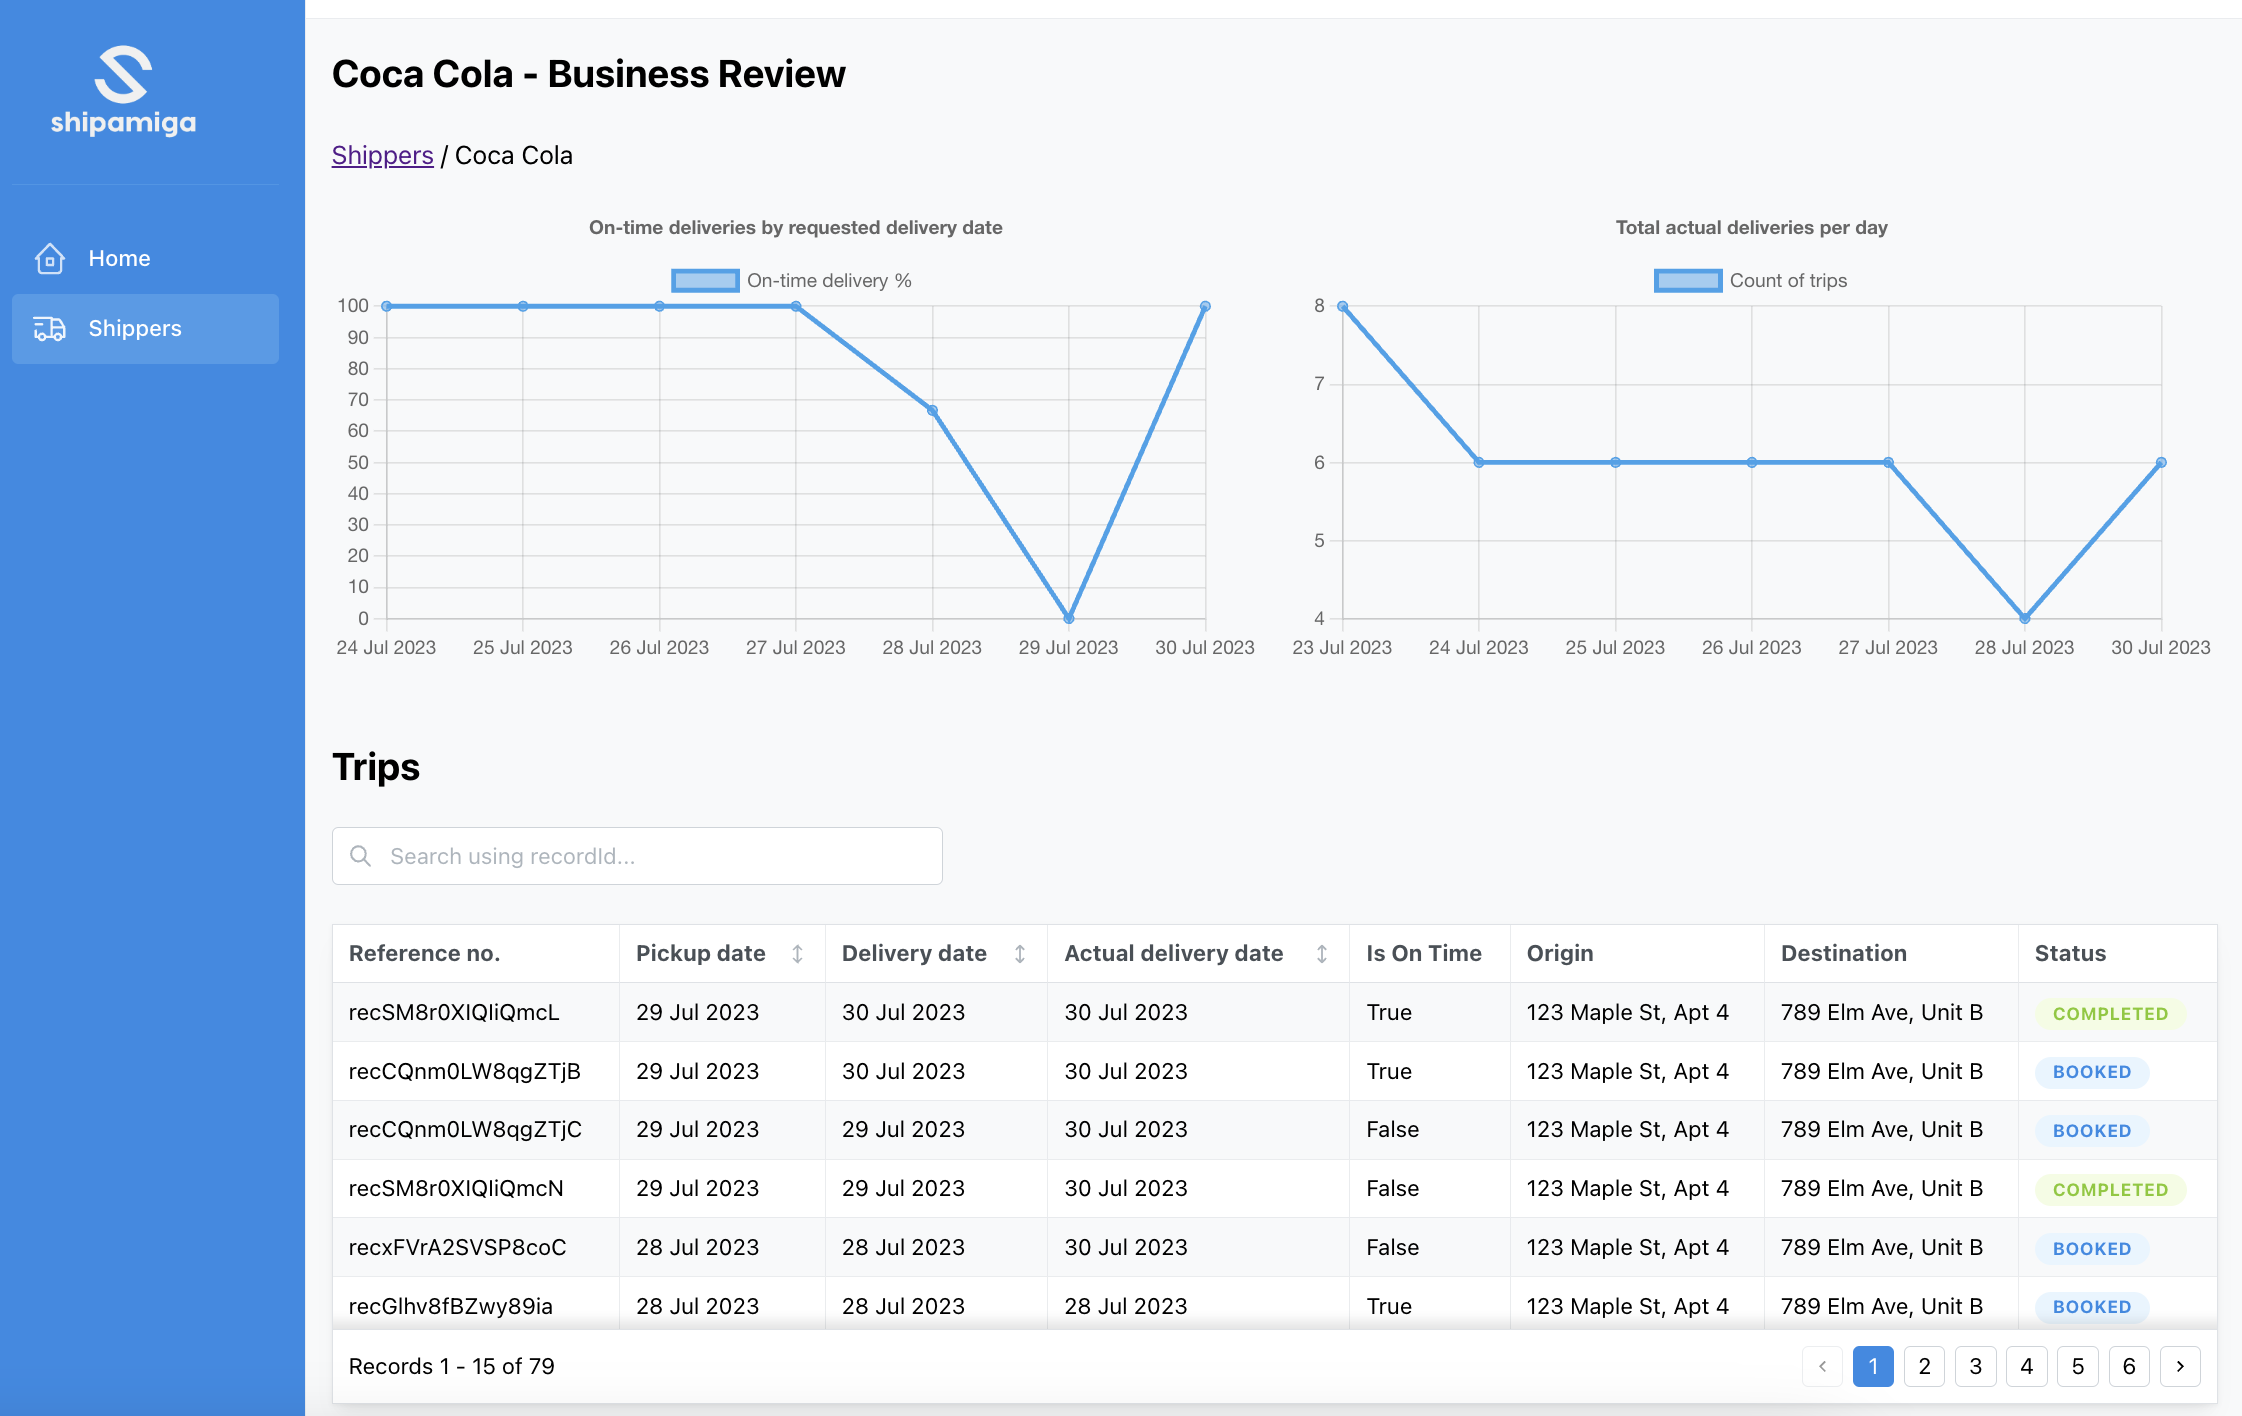 shipamiga
Home
Shippers
Coca Cola - Business Review
Shippers / Coca Cola
On-time deliveries by requested delivery date
On-time delivery %
100
90
80
70
60
50
40
30
20
10
0
24 Jul 2023 25 Jul 2023 26 Jul 2023 27 Jul 2023 28 Jul 2023 29 Jul 2023 30 Jul 2023
Total actual deliveries per day
Count of trips
8
7
6
5
4
23 Jul 2023 24 Jul 2023 25 Jul 2023 26 Jul 2023 27 Jul 2023 28 Jul 2023 30 Jul 2023
Trips
Search using recordId...
Reference no. Pickup date Delivery date Actual delivery date Is On Time Origin Destination Status
recSM8r0XIQIiQmcL 29 Jul 2023 30 Jul 2023 30 Jul 2023 True 123 Maple St, Apt 4 789 Elm Ave, Unit B COMPLETED
recCQnm0LW8qgZTjB 29 Jul 2023 30 Jul 2023 30 Jul 2023 True 123 Maple St, Apt 4 789 Elm Ave, Unit B BOOKED
recCQnm0LW8qgZTjC 29 Jul 2023 29 Jul 2023 30 Jul 2023 False 123 Maple St, Apt 4 789 Elm Ave, Unit B BOOKED
recSM8r0XIQIiQmcN 29 Jul 2023 29 Jul 2023 30 Jul 2023 False 123 Maple St, Apt 4 789 Elm Ave, Unit B COMPLETED
recxFVrA2SVSP8coC 28 Jul 2023 28 Jul 2023 30 Jul 2023 False 123 Maple St, Apt 4 789 Elm Ave, Unit B BOOKED
recGlhv8fBZwy89ia 28 Jul 2023 28 Jul 2023 28 Jul 2023 True 123 Maple St, Apt 4 789 Elm Ave, Unit B BOOKED
Records 1 - 15 of 79
1 2 3 4 5 6